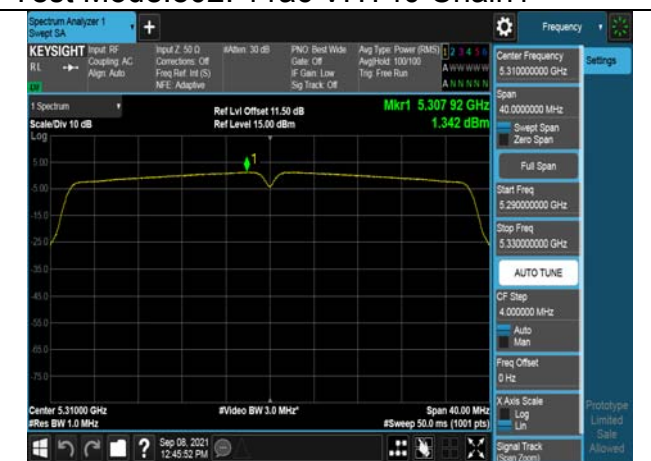 Spectrum Analyzer 1
Swept SA
+
Frequency
KEYSIGHT
RL
Input: RF
Coupling: AC
Align: Auto
Input Z: 50 Ω
Corrections: Off
Freq Ref: Int (S)
NFE: Adaptive
#Atten: 30 dB
PNO: Best Wide
Gate: Off
IF Gain: Low
Sig Track: Off
Avg Type: Power (RMS)
Avg|Hold: 100/100
Trig: Free Run
1 2 3 4 5 6
A W W W W W
A N N N N N
1 Spectrum
Scale/Div 10 dB
Log
Ref Lvl Offset 11.50 dB
Ref Level 15.00 dBm
Mkr1 5.307 92 GHz
1.342 dBm
1
5.00
-5.00
-15.0
-25.0
-35.0
-45.0
-55.0
-65.0
-75.0
Center 5.31000 GHz
#Res BW 1.0 MHz
#Video BW 3.0 MHz*
Span 40.00 MHz
#Sweep 50.0 ms (1001 pts)
Sep 08, 2021
12:45:52 PM
Center Frequency
5.310000000 GHz
Settings
Span
40.0000000 MHz
Swept Span
Zero Span
Full Span
Start Freq
5.290000000 GHz
Stop Freq
5.330000000 GHz
AUTO TUNE
CF Step
4.000000 MHz
Auto
Man
Freq Offset
0 Hz
X Axis Scale
Log
Lin
Signal Track
(Span Zoom)
Prototype
Limited
Sale
Allowed